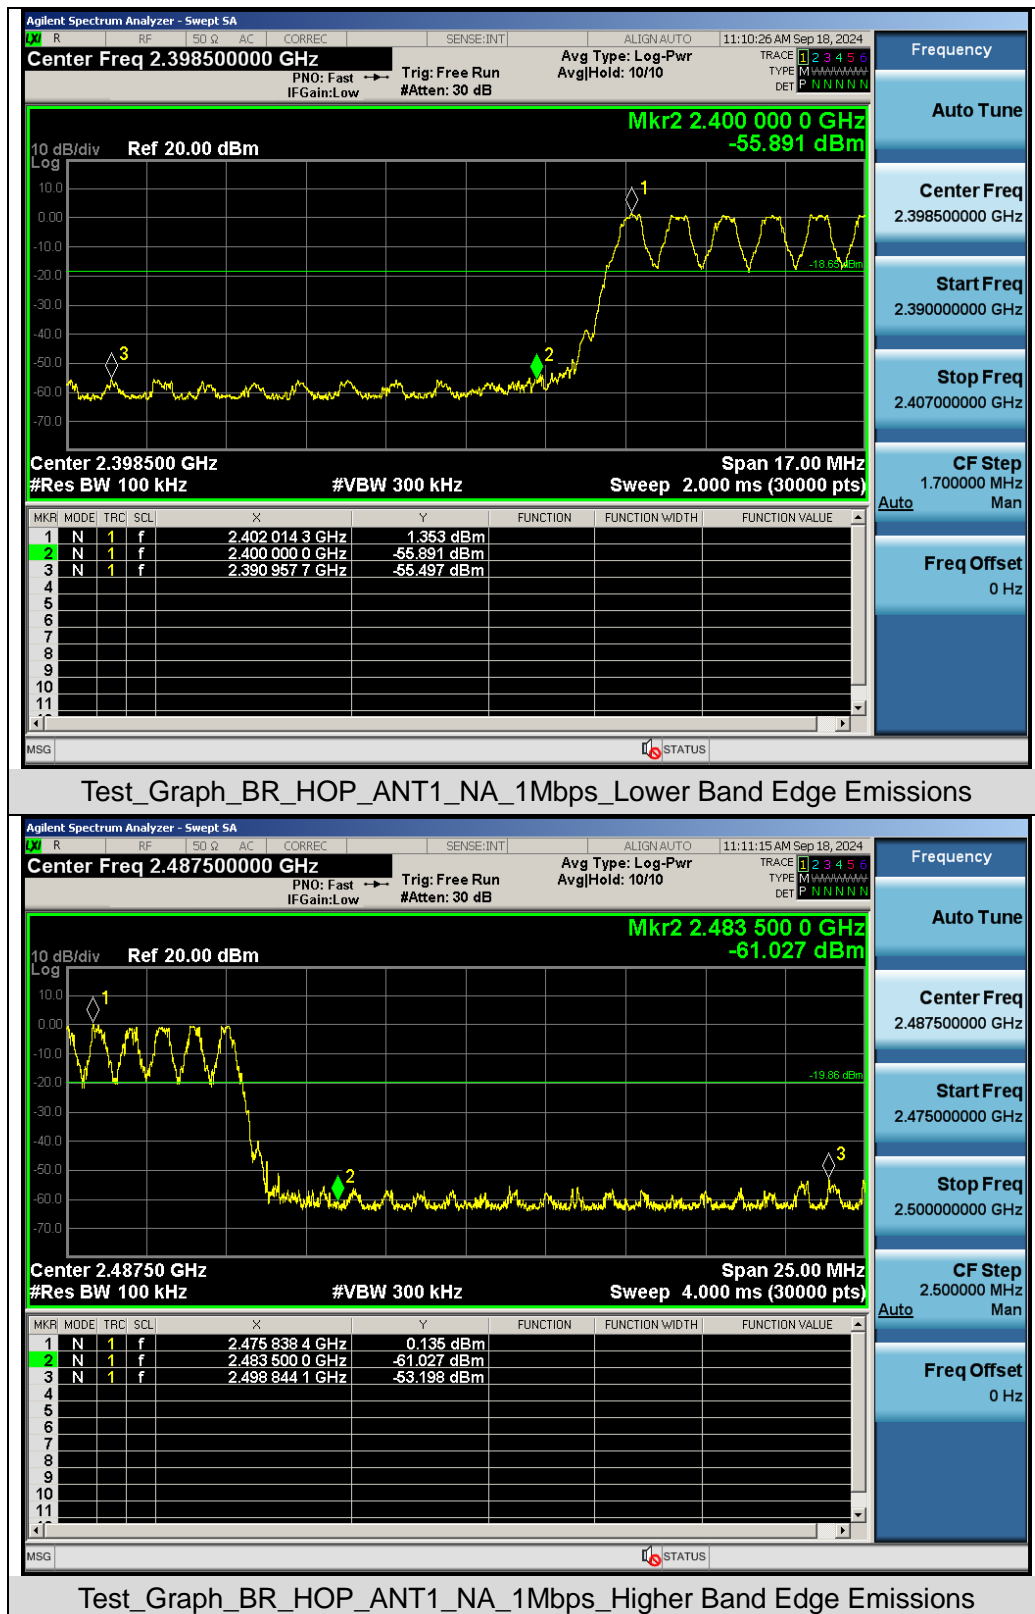 Agilent Spectrum Analyzer - Swept SA
LXI R RF 50 Ω AC CORREC SENSE:INT ALIGN AUTO 11:10:26 AM Sep 18, 2024
Center Freq 2.398500000 GHz
PNO: Fast
IFGain:Low
Trig: Free Run
#Atten: 30 dB
Avg Type: Log-Pwr
Avg|Hold: 10/10
TRACE 1 2 3 4 5 6
TYPE M WWWWW
DET P N N N N N
Mkr2 2.400 000 0 GHz
-55.891 dBm
10 dB/div Ref 20.00 dBm
Log
10.0
0.00
-10.0
-20.0
-30.0
-40.0
-50.0
-60.0
-70.0
1
-18.65 dBm
2
3
Center 2.398500 GHz Span 17.00 MHz
#Res BW 100 kHz #VBW 300 kHz Sweep 2.000 ms (30000 pts)
MKR MODE TRC SCL X Y FUNCTION FUNCTION WIDTH FUNCTION VALUE
1 N 1 f 2.402 014 3 GHz 1.353 dBm
2 N 1 f 2.400 000 0 GHz -55.891 dBm
3 N 1 f 2.390 957 7 GHz -55.497 dBm
4
5
6
7
8
9
10
11
MSG STATUS
Frequency
Auto Tune
Center Freq
2.398500000 GHz
Start Freq
2.390000000 GHz
Stop Freq
2.407000000 GHz
CF Step
1.700000 MHz
Auto Man
Freq Offset
0 Hz
Test_Graph_BR_HOP_ANT1_NA_1Mbps_Lower Band Edge Emissions
Agilent Spectrum Analyzer - Swept SA
LXI R RF 50 Ω AC CORREC SENSE:INT ALIGN AUTO 11:11:15 AM Sep 18, 2024
Center Freq 2.487500000 GHz
PNO: Fast
IFGain:Low
Trig: Free Run
#Atten: 30 dB
Avg Type: Log-Pwr
Avg|Hold: 10/10
TRACE 1 2 3 4 5 6
TYPE M WWWWW
DET P N N N N N
Mkr2 2.483 500 0 GHz
-61.027 dBm
10 dB/div Ref 20.00 dBm
Log
10.0
0.00
-10.0
-20.0
-30.0
-40.0
-50.0
-60.0
-70.0
1
-19.86 dBm
2
3
Center 2.48750 GHz Span 25.00 MHz
#Res BW 100 kHz #VBW 300 kHz Sweep 4.000 ms (30000 pts)
MKR MODE TRC SCL X Y FUNCTION FUNCTION WIDTH FUNCTION VALUE
1 N 1 f 2.475 838 4 GHz 0.135 dBm
2 N 1 f 2.483 500 0 GHz -61.027 dBm
3 N 1 f 2.498 844 1 GHz -53.198 dBm
4
5
6
7
8
9
10
11
MSG STATUS
Frequency
Auto Tune
Center Freq
2.487500000 GHz
Start Freq
2.475000000 GHz
Stop Freq
2.500000000 GHz
CF Step
2.500000 MHz
Auto Man
Freq Offset
0 Hz
Test_Graph_BR_HOP_ANT1_NA_1Mbps_Higher Band Edge Emissions